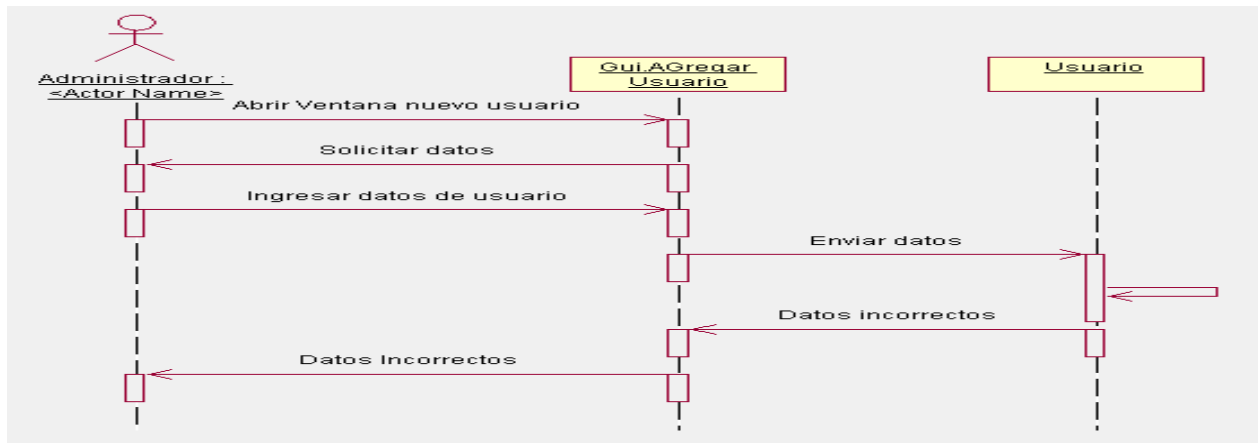 Administrador :
<Actor Name>
Gui.AGregar
Usuario
Usuario
Abrir Ventana nuevo usuario
Solicitar datos
Ingresar datos de usuario
Enviar datos
Datos incorrectos
Datos Incorrectos